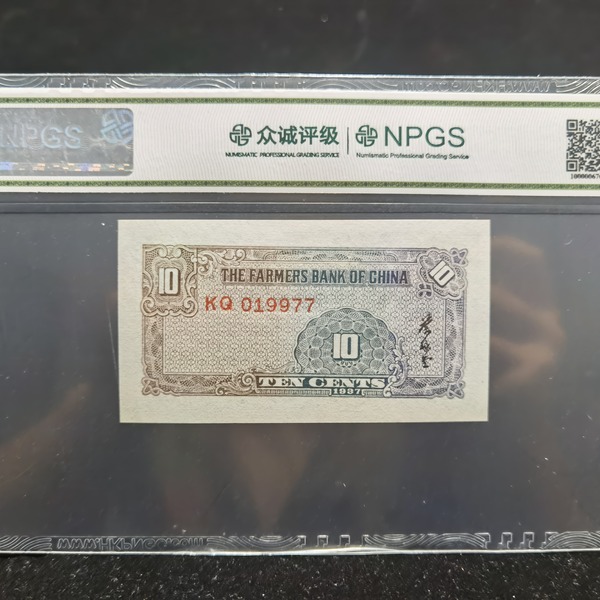 NPGS
众诚评级 NPGS
NUMISMATIC PROFESSIONAL GRADING SERVICE Numismatic Professional Grading Service
10 THE FARMERS BANK OF CHINA 10
KQ 019977
10
TEN CENTS
1937